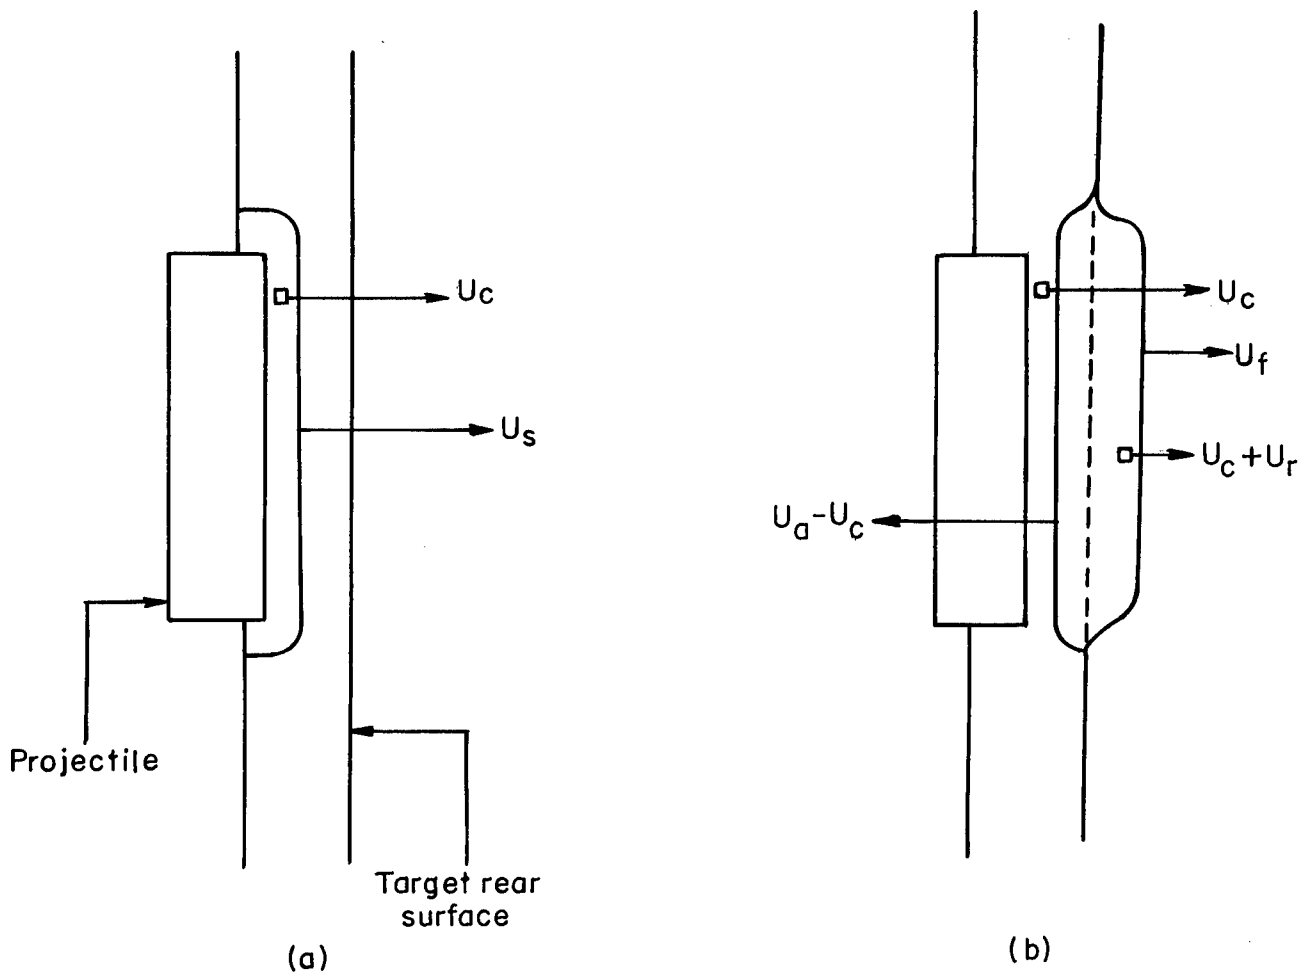 Uc
Us
Projectile
Target rear
surface
(a)
Uc
Uf
Uc+Ur
Ua-Uc
(b)